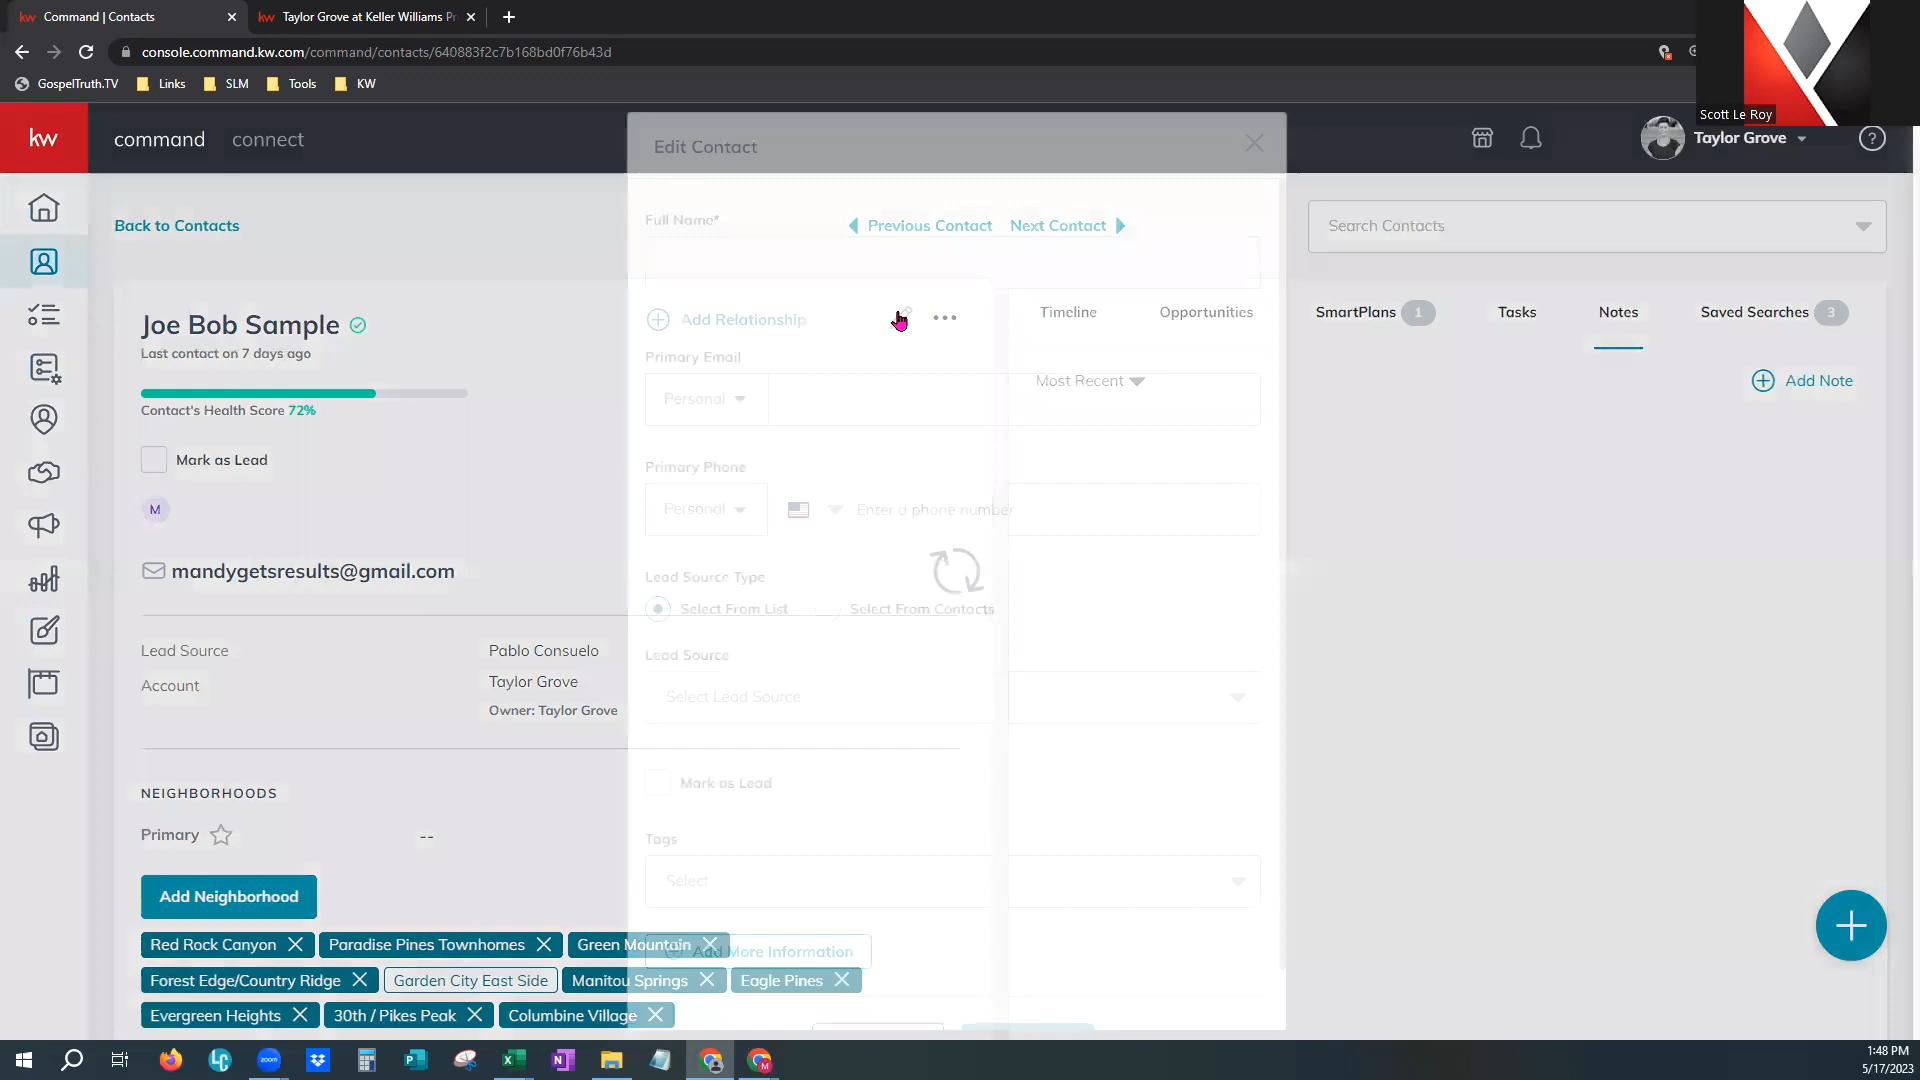 kw Command | Contacts
kw Taylor Grove at Keller Williams Pr
console.command.kw.com/command/contacts/640883f2c7b168bd0f76b43d
GospelTruth.TV Links SLM Tools KW
Scott Le Roy
kw command connect
Taylor Grove
Edit Contact
Back to Contacts
Full Name*
Previous Contact Next Contact
Search Contacts
Joe Bob Sample
Add Relationship
Timeline Opportunities SmartPlans 1 Tasks Notes Saved Searches 3
Last contact on 7 days ago
Primary Email
Most Recent
Add Note
Contact's Health Score 72%
Personal
Mark as Lead
Primary Phone
M
Personal Enter a phone number
mandygetsresults@gmail.com
Lead Source Type
Select From List Select From Contacts
Lead Source Pablo Consuelo
Lead Source
Account Taylor Grove
Owner: Taylor Grove
Select Lead Source
Mark as Lead
NEIGHBORHOODS
Primary --
Tags
Select
Add Neighborhood
Red Rock Canyon Paradise Pines Townhomes Green Mountain
Add More Information
Forest Edge/Country Ridge Garden City East Side Manitou Springs Eagle Pines
Evergreen Heights 30th / Pikes Peak Columbine Village
LC zoom
1:48 PM
5/17/2023